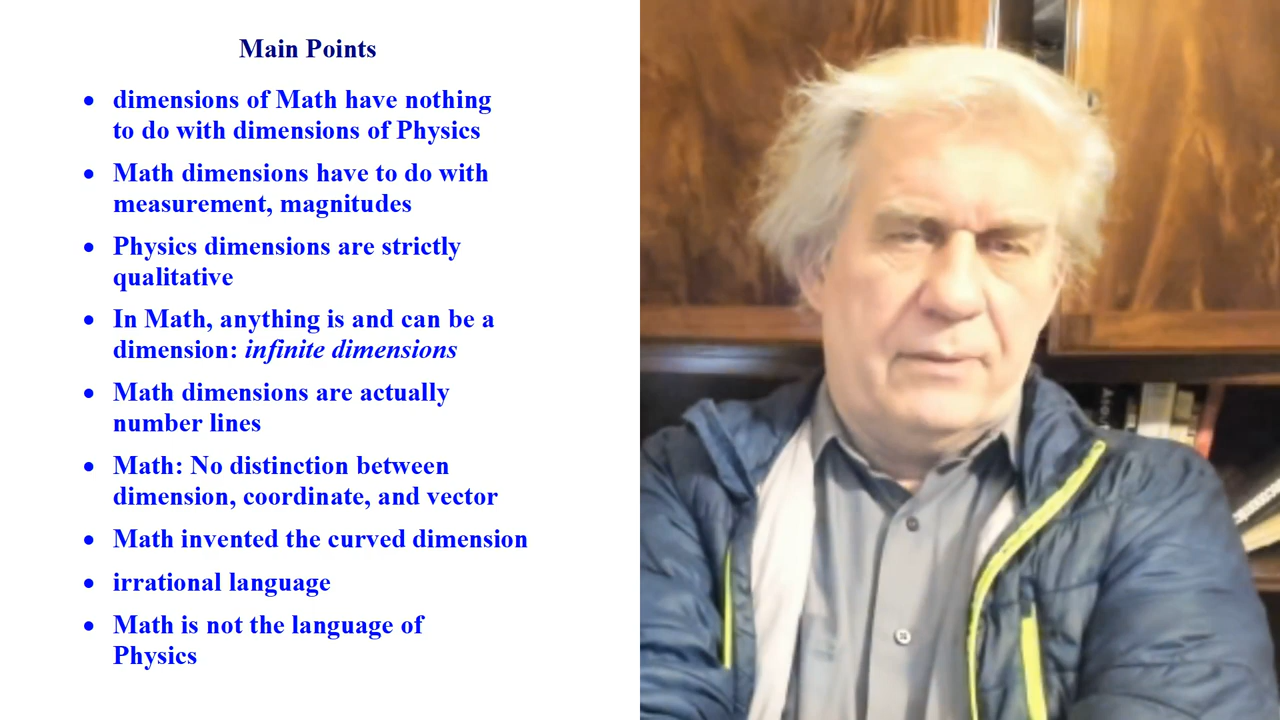 Main Points
• dimensions of Math have nothing
to do with dimensions of Physics
• Math dimensions have to do with
measurement, magnitudes
• Physics dimensions are strictly
qualitative
• In Math, anything is and can be a
dimension: infinite dimensions
• Math dimensions are actually
number lines
• Math: No distinction between
dimension, coordinate, and vector
• Math invented the curved dimension
• irrational language
• Math is not the language of
Physics